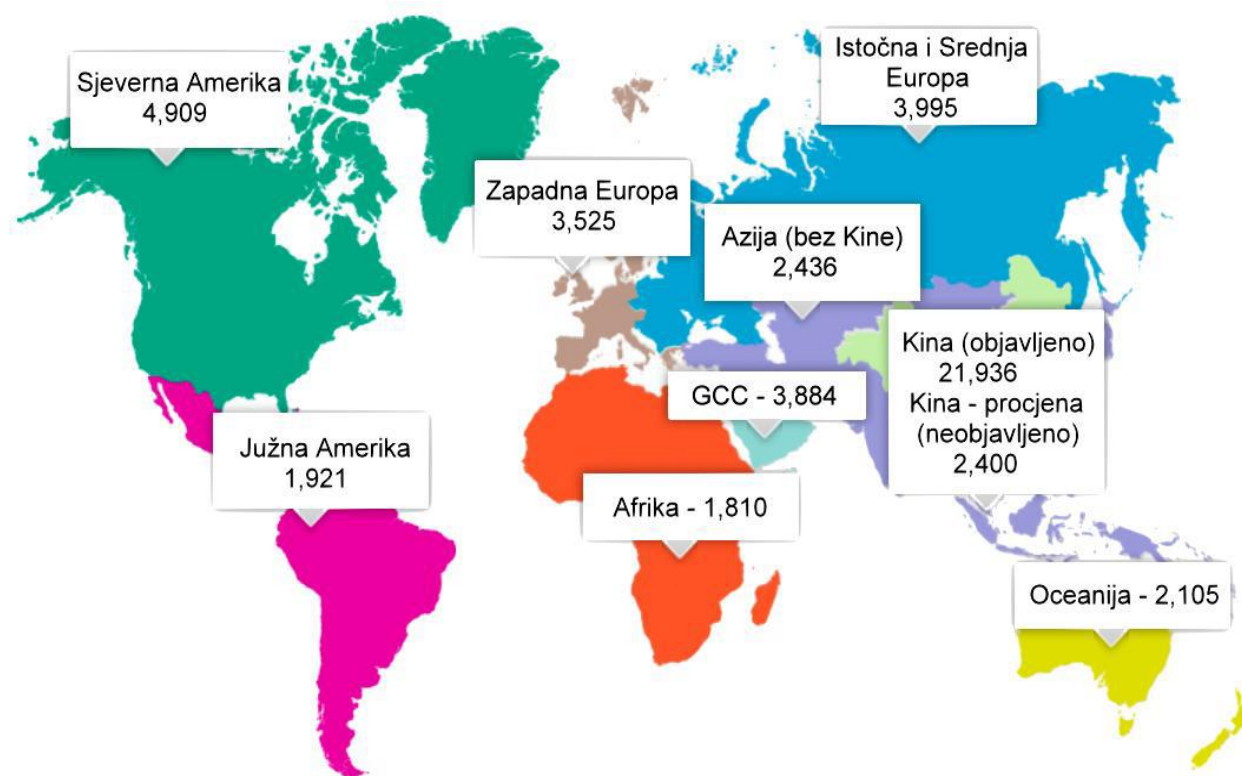 Sjeverna Amerika
4,909
Istočna i Srednja
Europa
3,995
Zapadna Europa
3,525
Azija (bez Kine)
2,436
Kina (objavljeno)
21,936
Kina - procjena
(neobjavljeno)
2,400
GCC - 3,884
Južna Amerika
1,921
Afrika - 1,810
Oceanija - 2,105